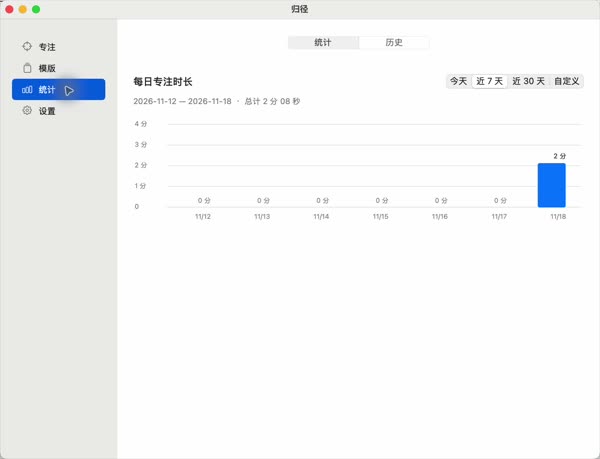 归径
专注
模版
统计
设置
统计 历史
每日专注时长
今天 近 7 天 近 30 天 自定义
2026-11-12 — 2026-11-18 · 总计 2 分 08 秒
4 分
3 分
2 分
1 分
0
0 分 0 分 0 分 0 分 0 分 0 分 2 分
11/12 11/13 11/14 11/15 11/16 11/17 11/18